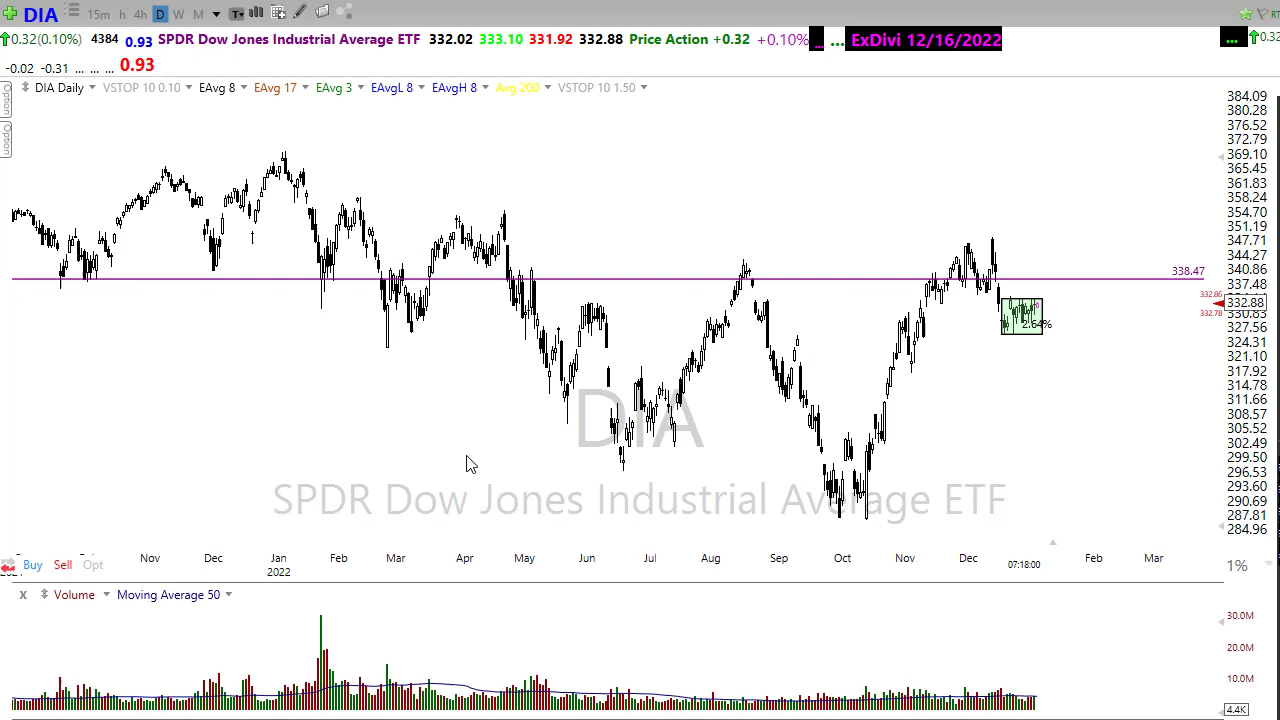 DIA 15m h 4h D W M T
0.32(0.10%) 4384 0.93 SPDR Dow Jones Industrial Average ETF 332.02 333.10 331.92 332.88 Price Action +0.32 +0.10% ... ... ExDivi 12/16/2022 ... 0.32
-0.02 -0.31 ... ... ... 0.93
DIA Daily VSTOP 10 0.10 EAvg 8 EAvg 17 EAvg 3 EAvgL 8 EAvgH 8 Avg 200 VSTOP 10 1.50
Option
Option
384.09
380.28
376.52
372.79
369.10
365.45
361.83
358.24
354.70
351.19
347.71
344.27
340.86
338.47
337.48
332.86
332.88
332.78
330.83
327.56
2.64%
324.31
321.10
317.92
314.78
311.66
308.57
305.52
302.49
299.50
296.53
293.60
290.69
287.81
284.96
DIA
SPDR Dow Jones Industrial Average ETF
Nov Dec Jan Feb Mar Apr May Jun Jul Aug Sep Oct Nov Dec Feb Mar
2022 07:18:00
Buy Sell Opt 1%
X Volume Moving Average 50
30.0M
20.0M
10.0M
4.4K